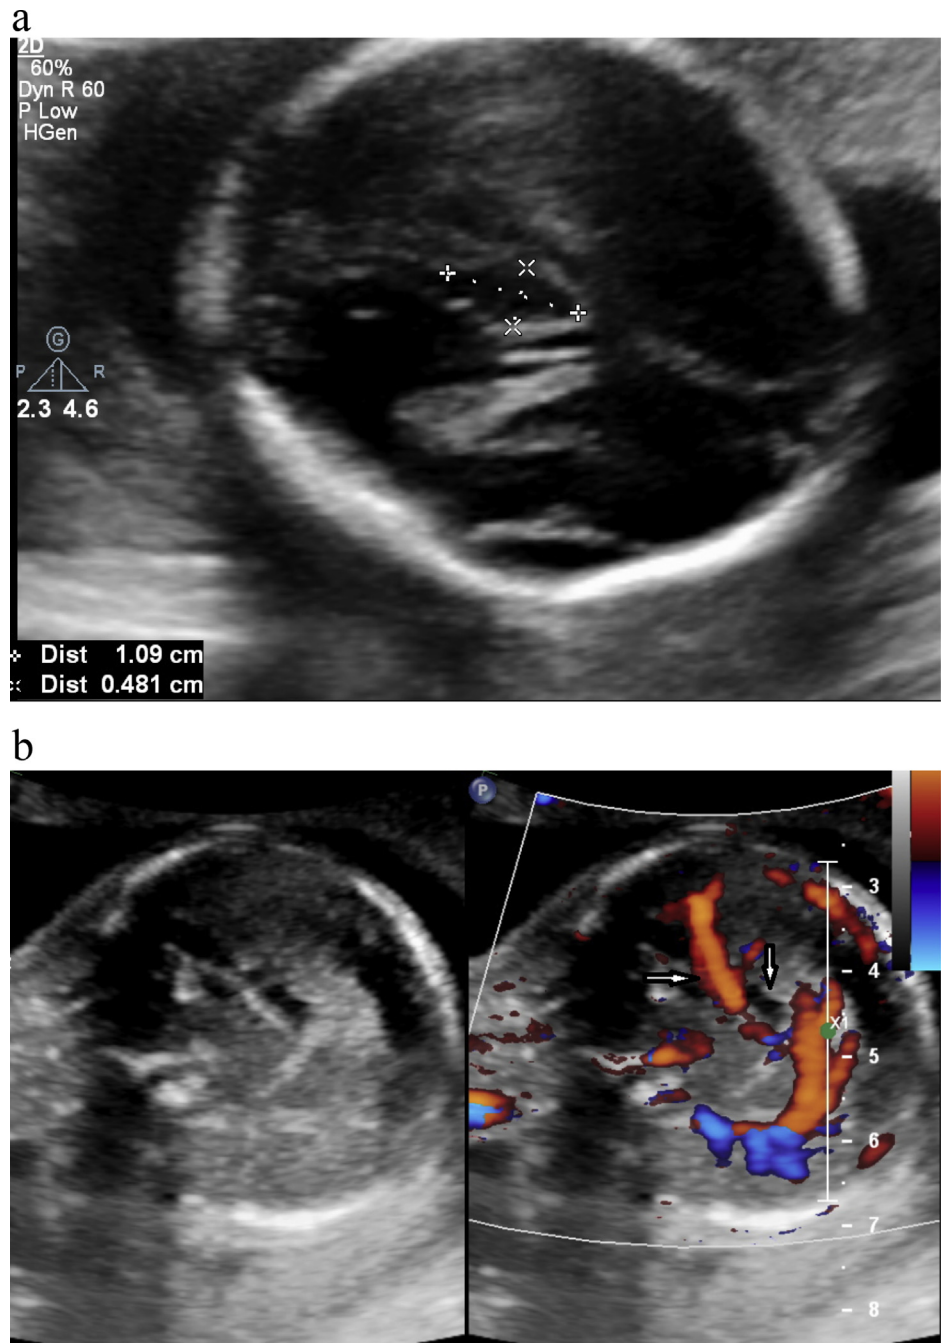 a
2D
60%
Dyn R 60
P Low
HGen
G
P R
2.3 4.6
Dist 1.09 cm
Dist 0.481 cm
b
P
3
4
X1
5
6
7
8